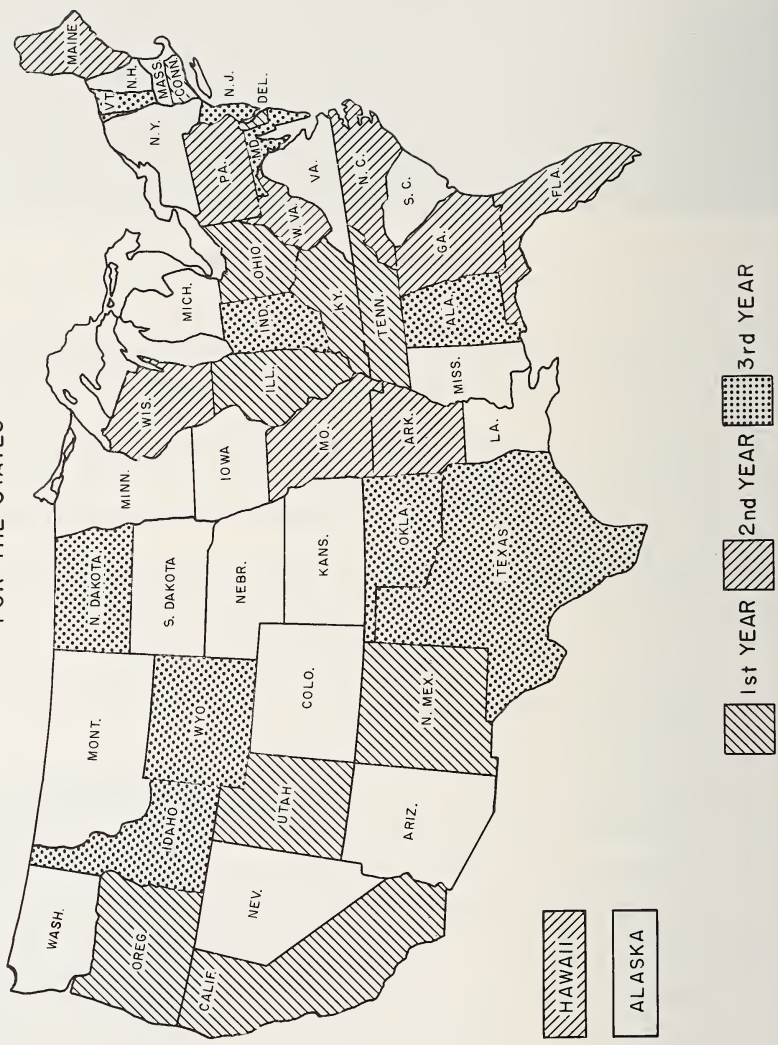 FOR THE STATES
WASH.
OREG.
CALIF.
NEV.
IDAHO
MONT.
WYO
UTAH
ARIZ.
COLO.
N. MEX.
N. DAKOTA
S. DAKOTA
NEBR.
KANS.
OKLA
TEXAS
MINN.
IOWA
MO.
ARK.
LA.
WIS.
ILL.
MISS.
MICH.
IND.
OHIO
KY.
TENN.
ALA.
GA.
FLA.
S. C.
N. C.
VA.
W. VA.
PA.
MD.
DEL.
N.J.
N.Y.
CONN.
MASS.
VT.
N.H.
MAINE
HAWAII
ALASKA
1st YEAR
2nd YEAR
3rd YEAR